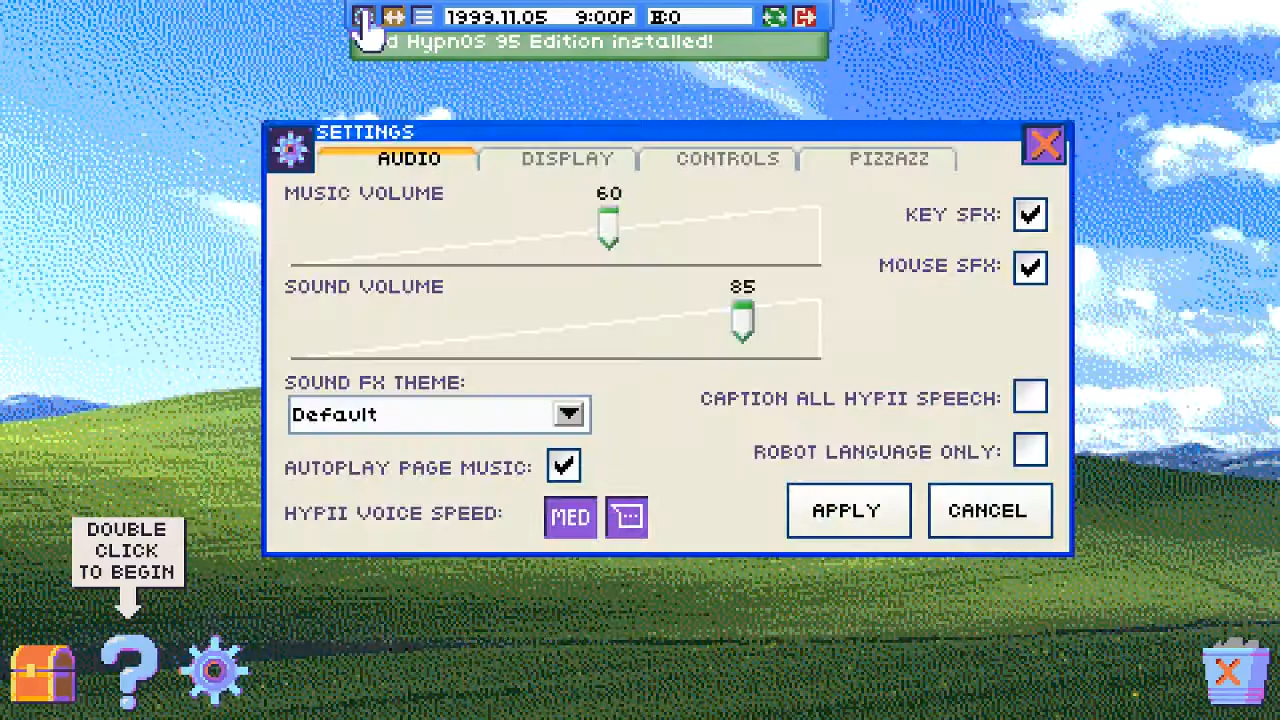 1999.11.05 9:00P :0
d HypnOS 95 Edition installed!
SETTINGS
AUDIO DISPLAY CONTROLS PIZZAZZ
MUSIC VOLUME
60
KEY SFX:
MOUSE SFX:
SOUND VOLUME
85
SOUND FX THEME:
Default
CAPTION ALL HYPII SPEECH:
ROBOT LANGUAGE ONLY:
AUTOPLAY PAGE MUSIC:
HYPII VOICE SPEED: MED
APPLY CANCEL
DOUBLE
CLICK
TO BEGIN